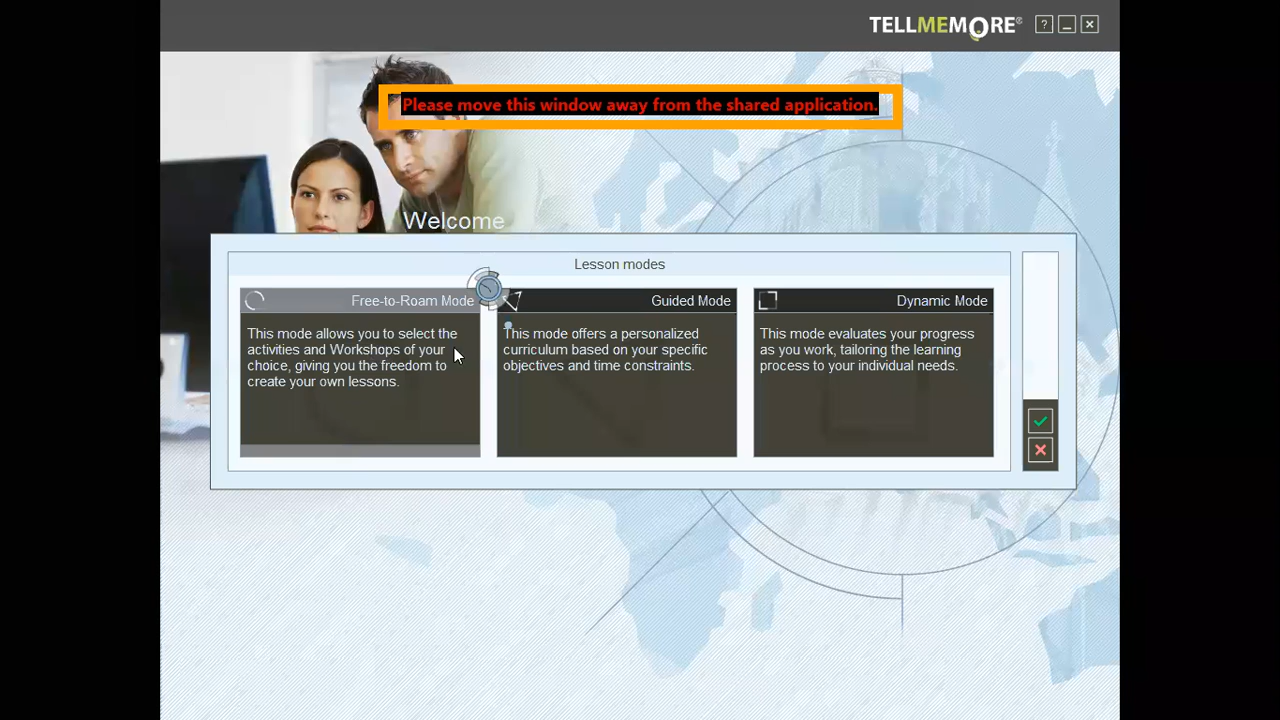 TELLMEMORE®
?
Please move this window away from the shared application.
Welcome
Lesson modes
Free-to-Roam Mode
This mode allows you to select the
activities and Workshops of your
choice, giving you the freedom to
create your own lessons.
Guided Mode
This mode offers a personalized
curriculum based on your specific
objectives and time constraints.
Dynamic Mode
This mode evaluates your progress
as you work, tailoring the learning
process to your individual needs.